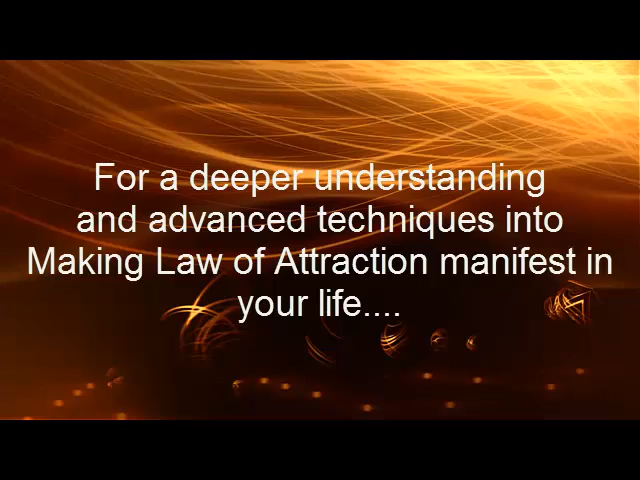 For a deeper understanding
and advanced techniques into
Making Law of Attraction manifest in
your life....